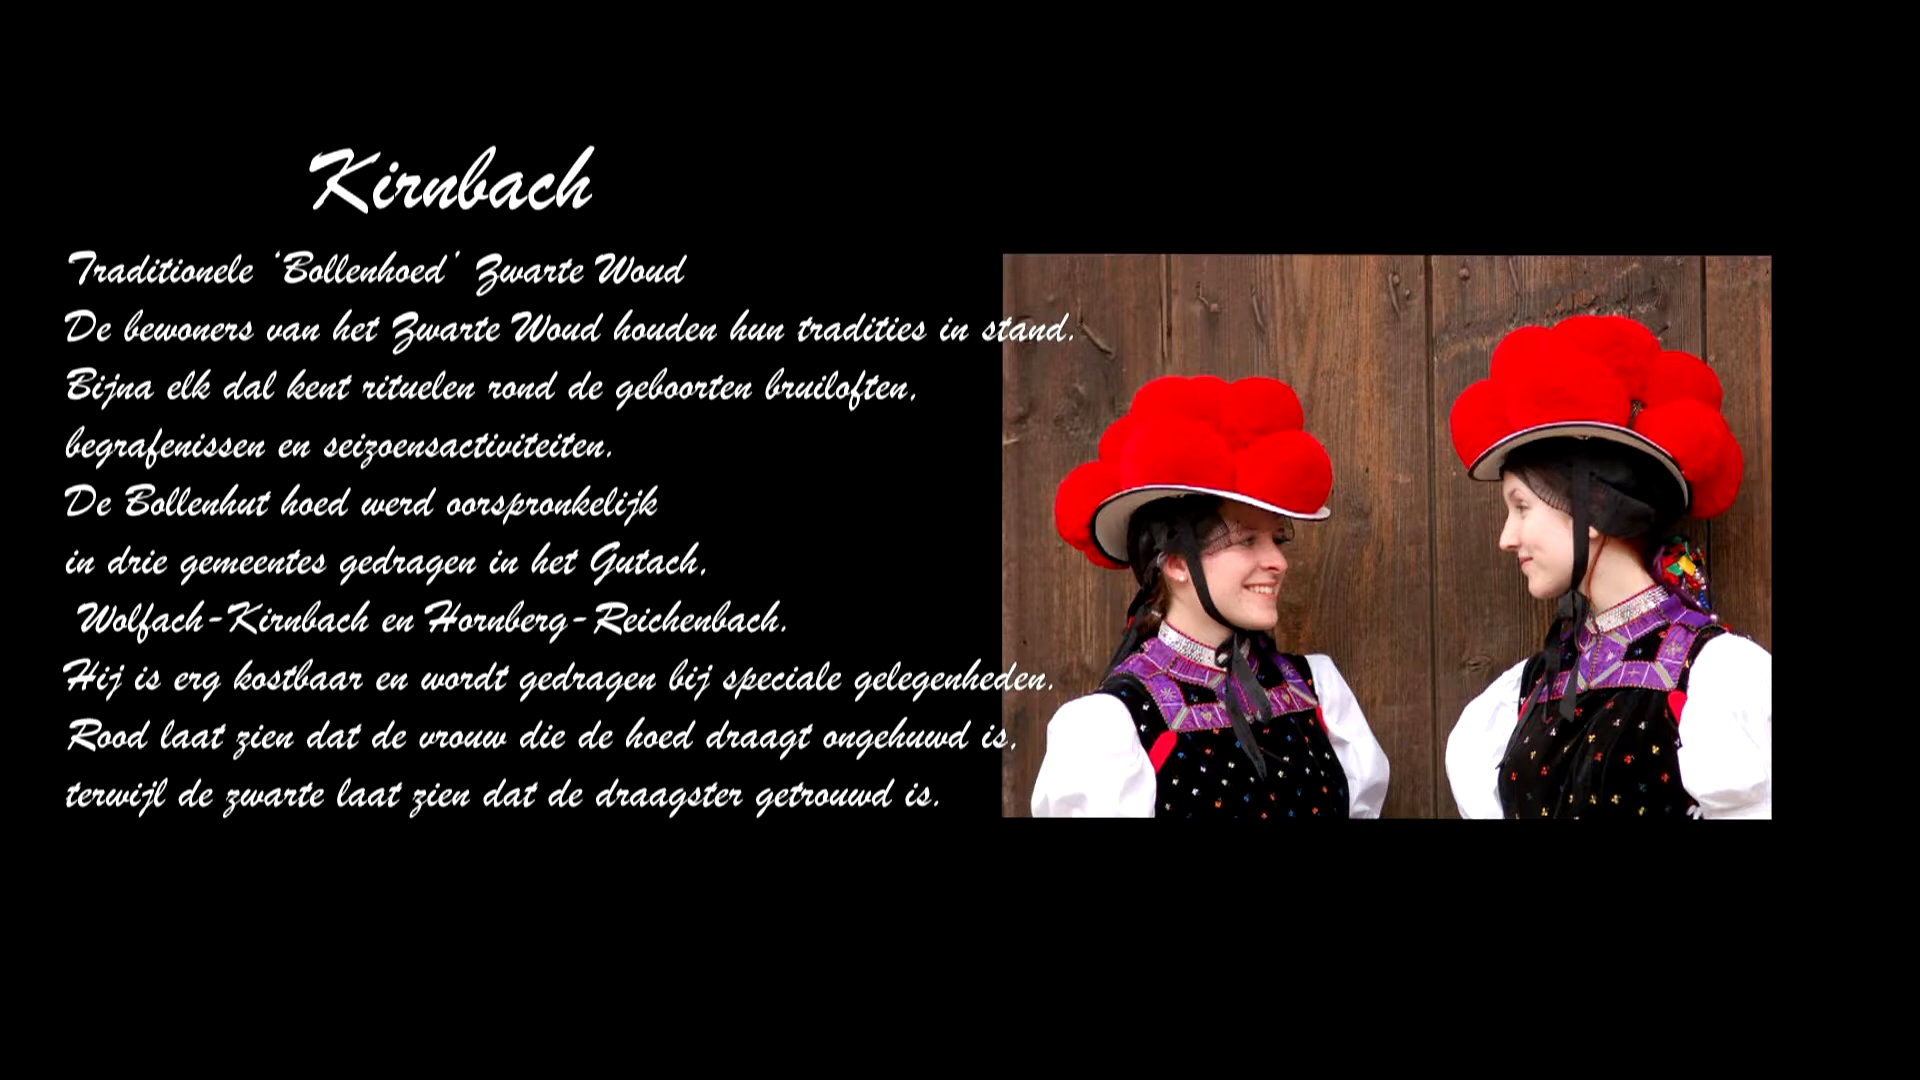 Kirnbach
Traditionele 'Bollenhoed' Zwarte Woud
De bewoners van het Zwarte Woud houden hun tradities in stand.
Bijna elk dal kent rituelen rond de geboorten bruiloften,
begrafenissen en seizoensactiviteiten.
De Bollenhut hoed werd oorspronkelijk
in drie gemeentes gedragen in het Gutach,
Wolfach-Kirnbach en Hornberg-Reichenbach.
Hij is erg kostbaar en wordt gedragen bij speciale gelegenheden.
Rood laat zien dat de vrouw die de hoed draagt ongehuwd is,
terwijl de zwarte laat zien dat de draagster getrouwd is.